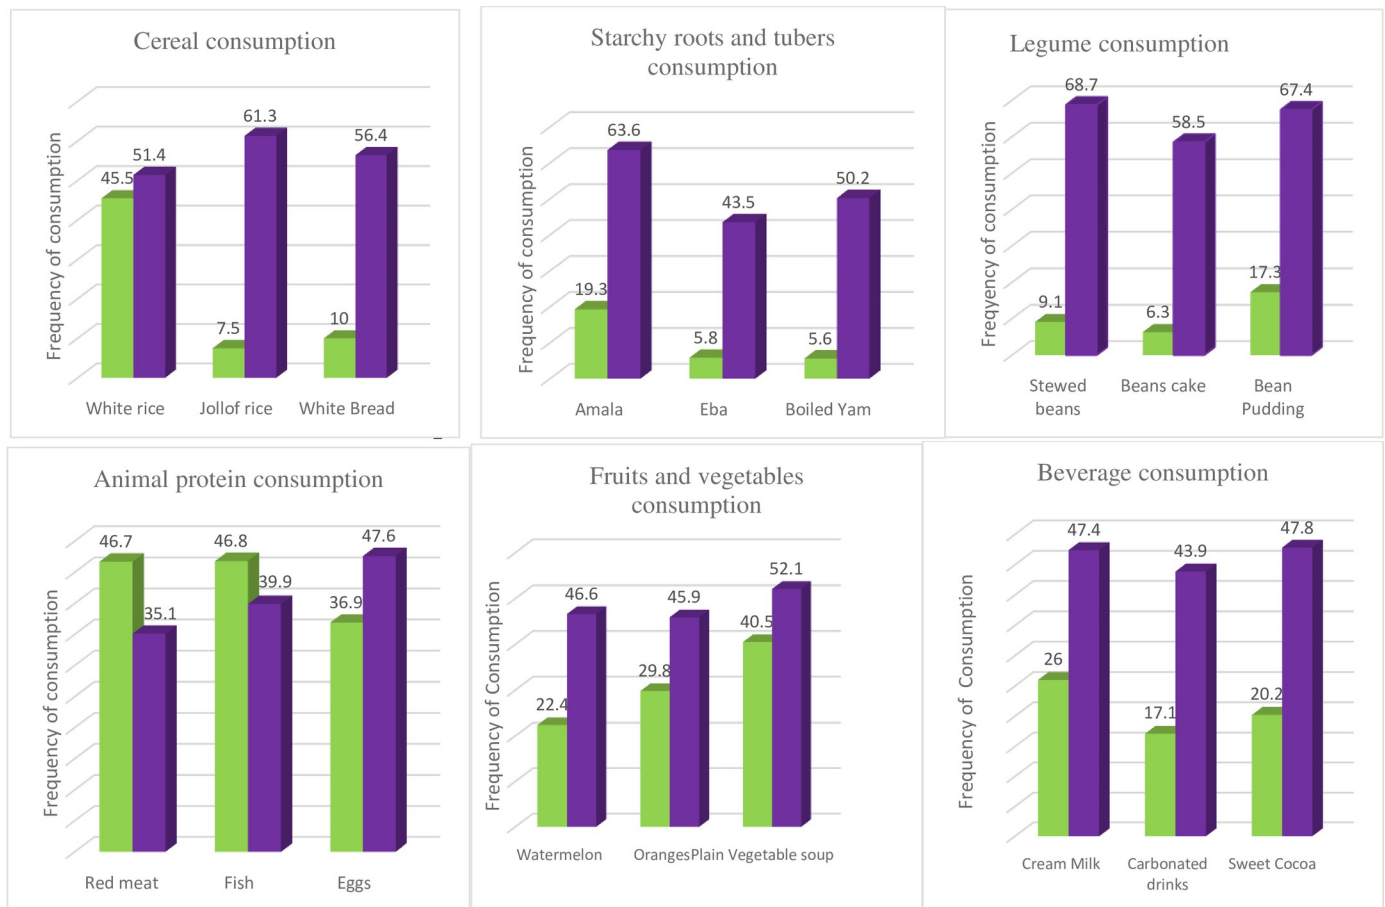 Cereal consumption
Frequency of consumption
45.5
51.4
7.5
61.3
10
56.4
White rice
Jollof rice
White Bread
Starchy roots and tubers
consumption
Frequency of consumption
19.3
63.6
5.8
43.5
5.6
50.2
Amala
Eba
Boiled Yam
Legume consumption
Freqyency of consumption
9.1
68.7
6.3
58.5
17.3
67.4
Stewed
beans
Beans cake
Bean
Pudding
Animal protein consumption
Frequency of consumption
46.7
35.1
46.8
39.9
36.9
47.6
Red meat
Fish
Eggs
Fruits and vegetables
consumption
Frequency of Consumption
22.4
46.6
29.8
45.9
40.5
52.1
Watermelon
Oranges
Plain Vegetable soup
Beverage consumption
Frequency of Consumption
26
47.4
17.1
43.9
20.2
47.8
Cream Milk
Carbonated
drinks
Sweet Cocoa